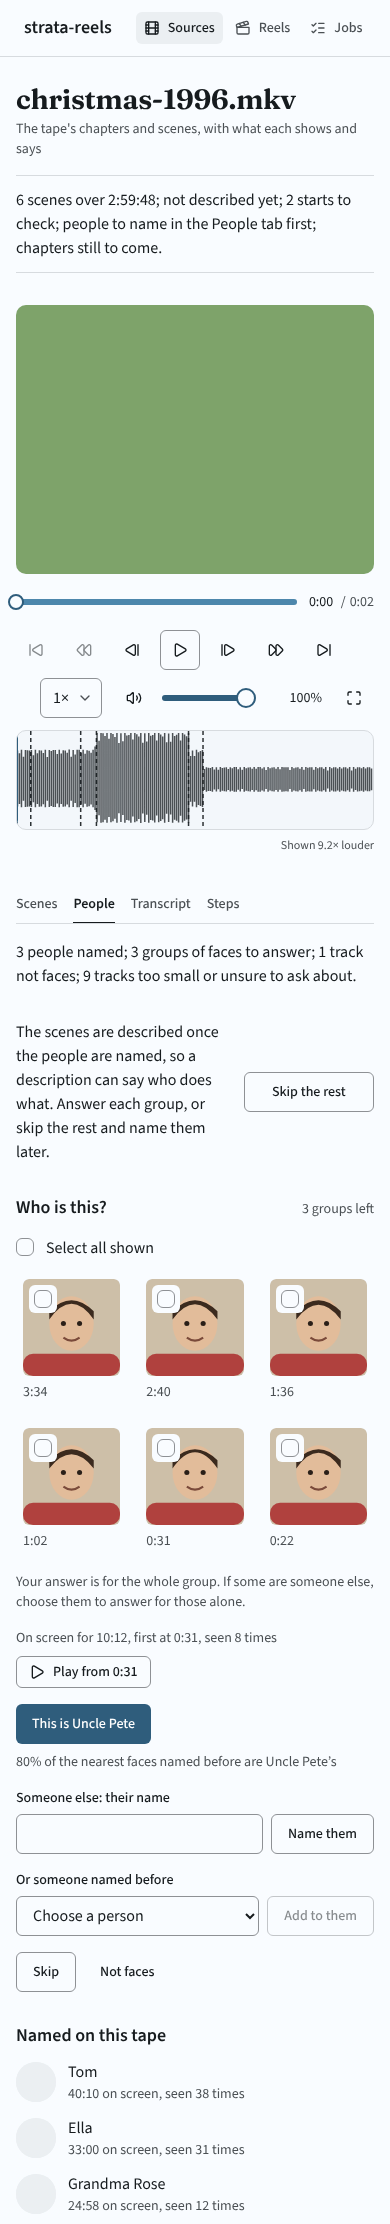 strata-reels Sources Reels Jobs
christmas-1996.mkv
The tape's chapters and scenes, with what each shows and
says
6 scenes over 2:59:48; not described yet; 2 starts to
check; people to name in the People tab first;
chapters still to come.
0:00 / 0:02
1× 100%
Shown 9.2× louder
Scenes People Transcript Steps
3 people named; 3 groups of faces to answer; 1 track
not faces; 9 tracks too small or unsure to ask about.
The scenes are described once
the people are named, so a
description can say who does
what. Answer each group, or
skip the rest and name them
later.
Skip the rest
Who is this? 3 groups left
Select all shown
3:34 2:40 1:36
1:02 0:31 0:22
Your answer is for the whole group. If some are someone else,
choose them to answer for those alone.
On screen for 10:12, first at 0:31, seen 8 times
Play from 0:31
This is Uncle Pete
80% of the nearest faces named before are Uncle Pete’s
Someone else: their name
Name them
Or someone named before
Choose a person Add to them
Skip Not faces
Named on this tape
Tom
40:10 on screen, seen 38 times
Ella
33:00 on screen, seen 31 times
Grandma Rose
24:58 on screen, seen 12 times